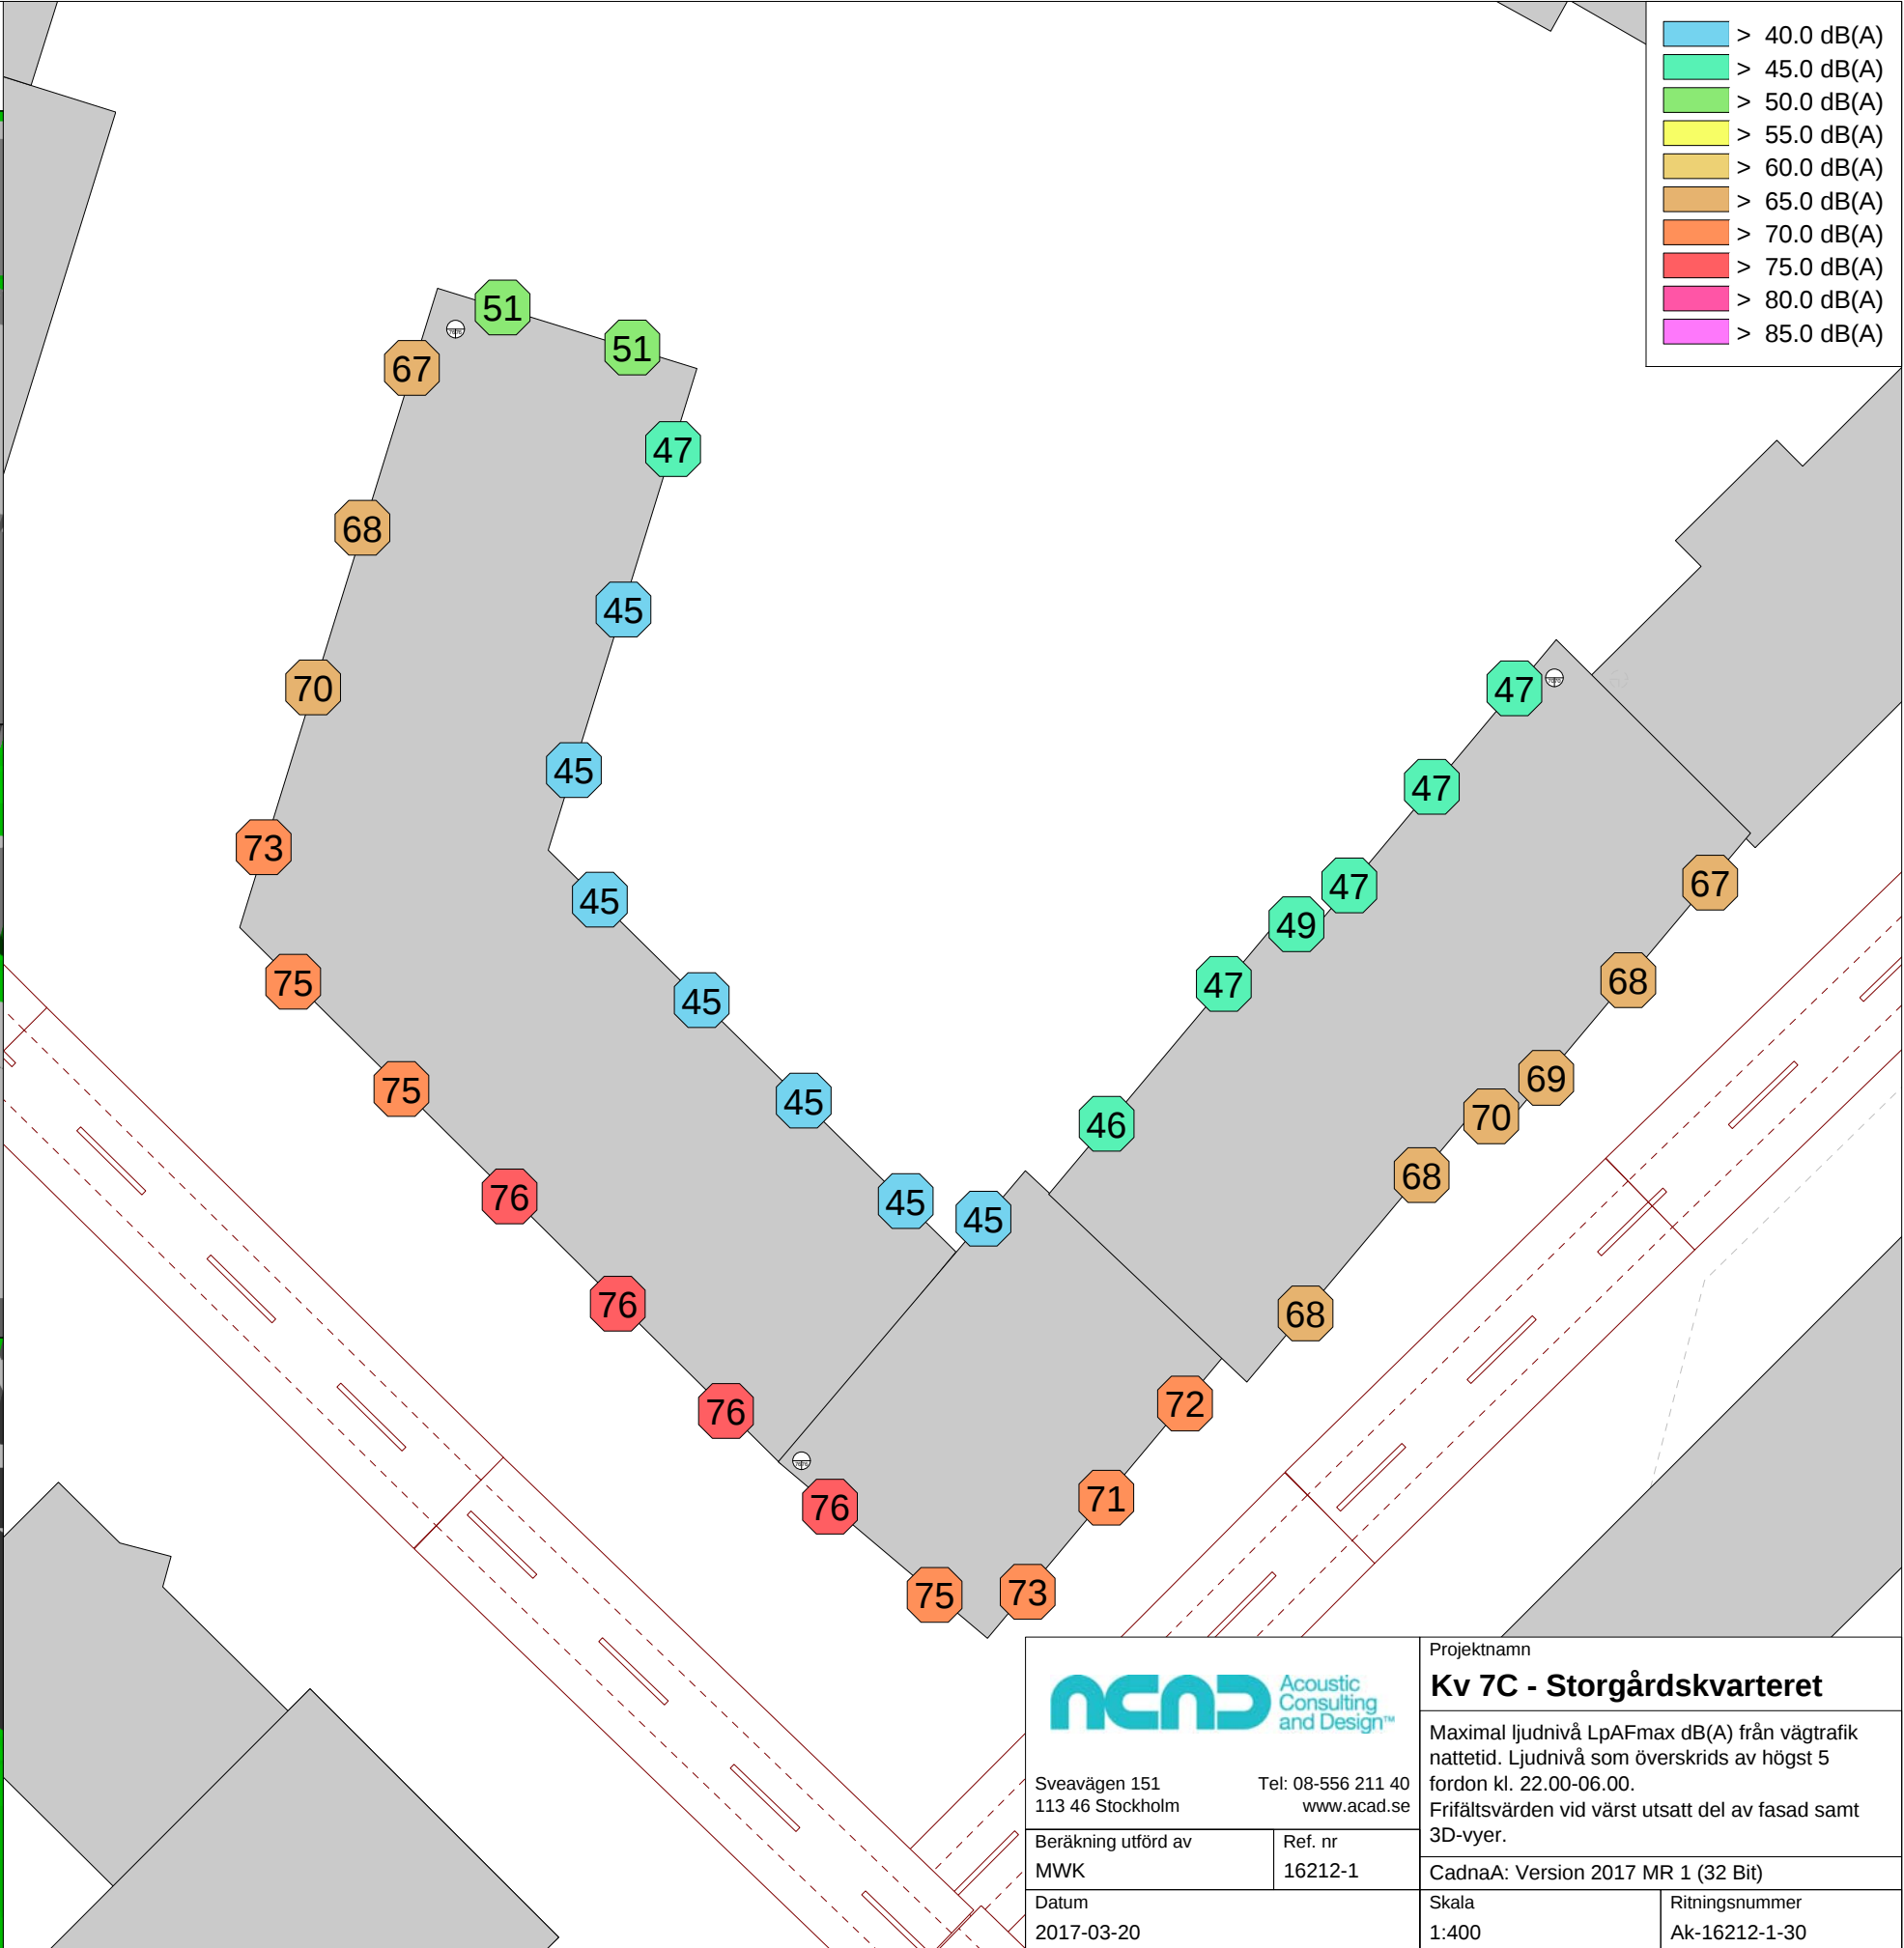 > 40.0 dB(A)
> 45.0 dB(A)
> 50.0 dB(A)
> 55.0 dB(A)
> 60.0 dB(A)
> 65.0 dB(A)
> 70.0 dB(A)
> 75.0 dB(A)
> 80.0 dB(A)
> 85.0 dB(A)
51
51
67
47
68
45
70
47
45
47
73
47
67
45
49
75
47
68
45
75
69
45
70
46
76
45
45
68
76
68
76
72
76
71
75
73
ACAD
Acoustic
Consulting
and Design™
Sveavägen 151
113 46 Stockholm
Tel: 08-556 211 40
www.acad.se
Beräkning utförd av
MWK
Ref. nr
16212-1
Datum
2017-03-20
Projektnamn
Kv 7C - Storgårdskvarteret
Maximal ljudnivå LpAFmax dB(A) från vägtrafik
nattetid. Ljudnivå som överskrids av högst 5
fordon kl. 22.00-06.00.
Frifältsvärden vid värst utsatt del av fasad samt
3D-vyer.
CadnaA: Version 2017 MR 1 (32 Bit)
Skala
1:400
Ritningsnummer
Ak-16212-1-30